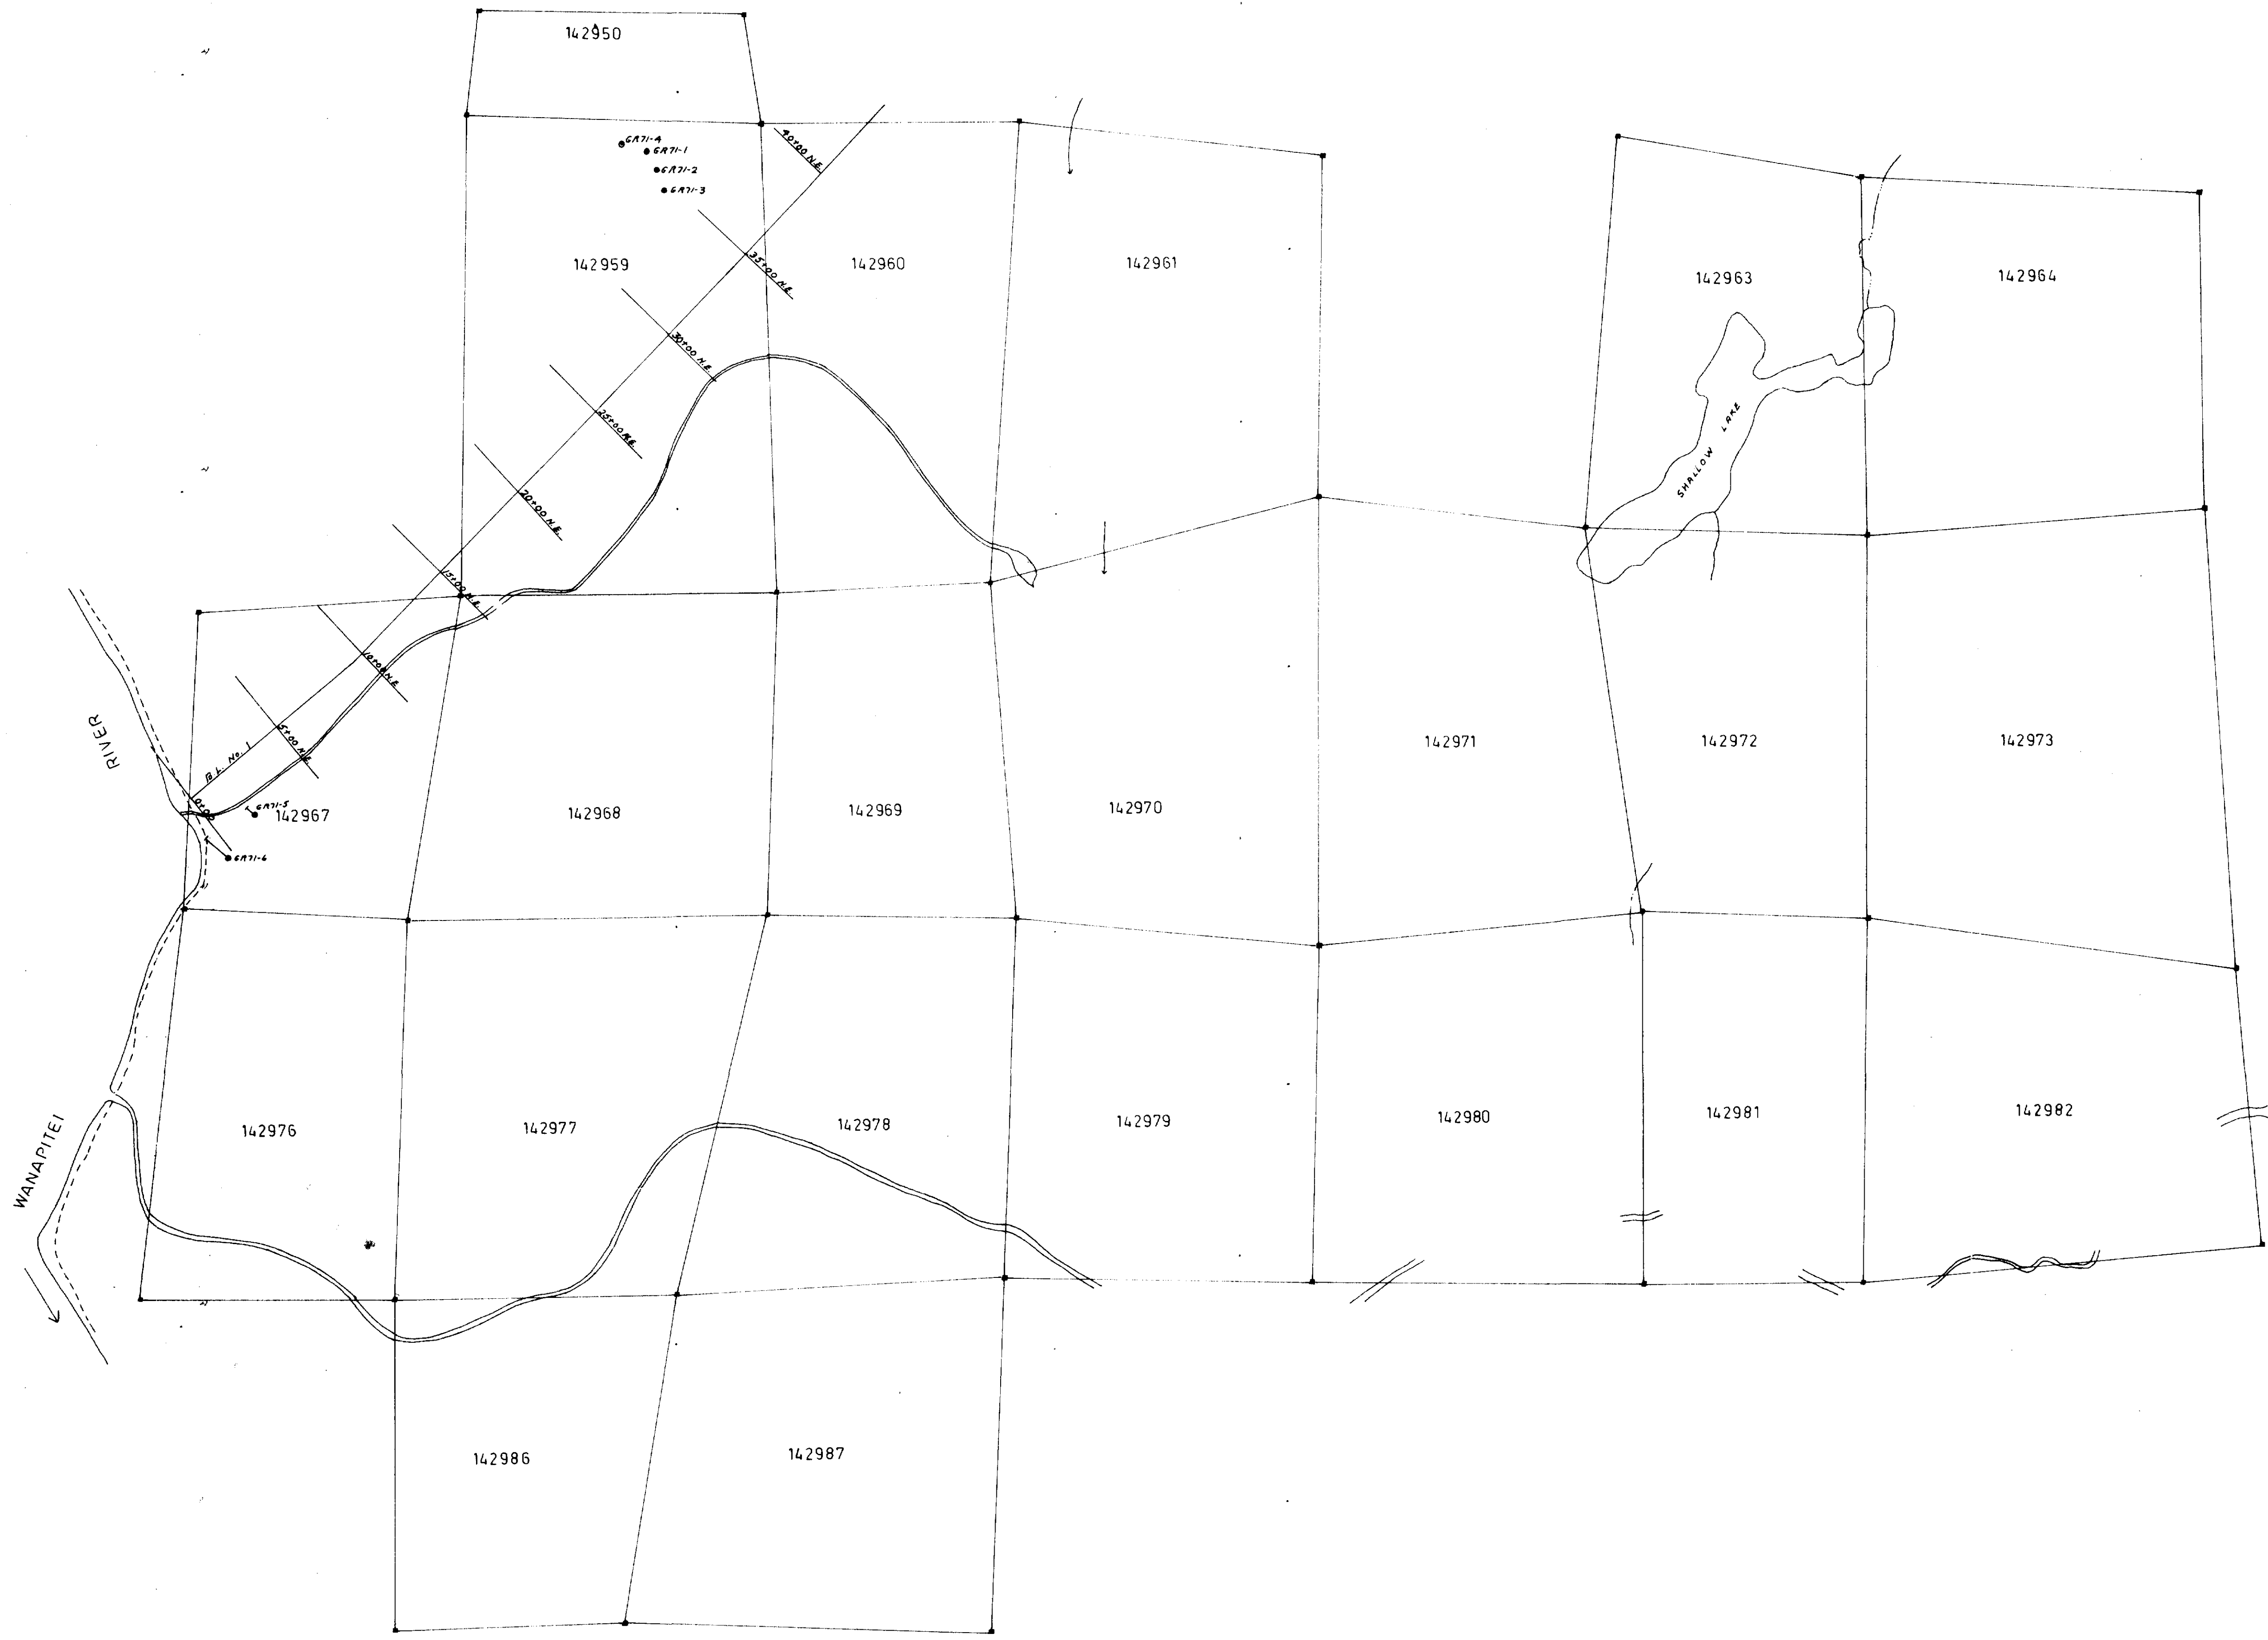 142950
GR71-4
GR71-1
GR71-2
GR71-3
40+00 N.E.
142959
142960
142961
142963
142964
35+00 N.E.
30+00 N.E.
25+00 N.E.
20+00 N.E.
15+00 N.E.
10+00 N.E.
5+00 N.E.
B.L. No. 1
0+00
SHALLOW LAKE
RIVER
GR71-5
142967
GR71-6
142968
142969
142970
142971
142972
142973
WANAPITEI
142976
142977
142978
142979
142980
142981
142982
142986
142987